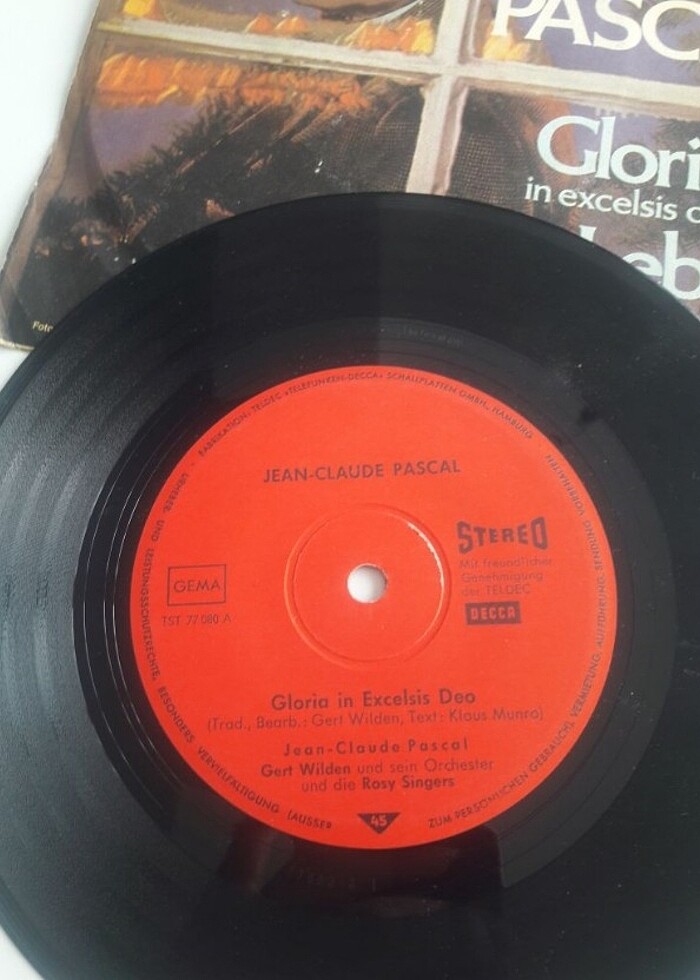 PASC
Glori
in excelsis
Leb
Foto
FABRIKATION: TELDEC »TELEFUNKEN-DECCA« SCHALLPLATTEN GMBH., HAMBURG
URHEBER- UND LEISTUNGSSCHUTZRECHTE, BESONDERS VERVIELFÄLTIGUNG (AUSSER
ZUM PERSÖNLICHEN GEBRAUCH), VERMIETUNG, AUFFÜHRUNG, SENDUNG VORBEHALTEN
JEAN-CLAUDE PASCAL
STEREO
Mit freundlicher
Genehmigung
der TELDEC
DECCA
GEMA
TST 77 080 A
Gloria in Excelsis Deo
(Trad., Bearb.: Gert Wilden, Text: Klaus Munro)
Jean-Claude Pascal
Gert Wilden und sein Orchester
und die Rosy Singers
45